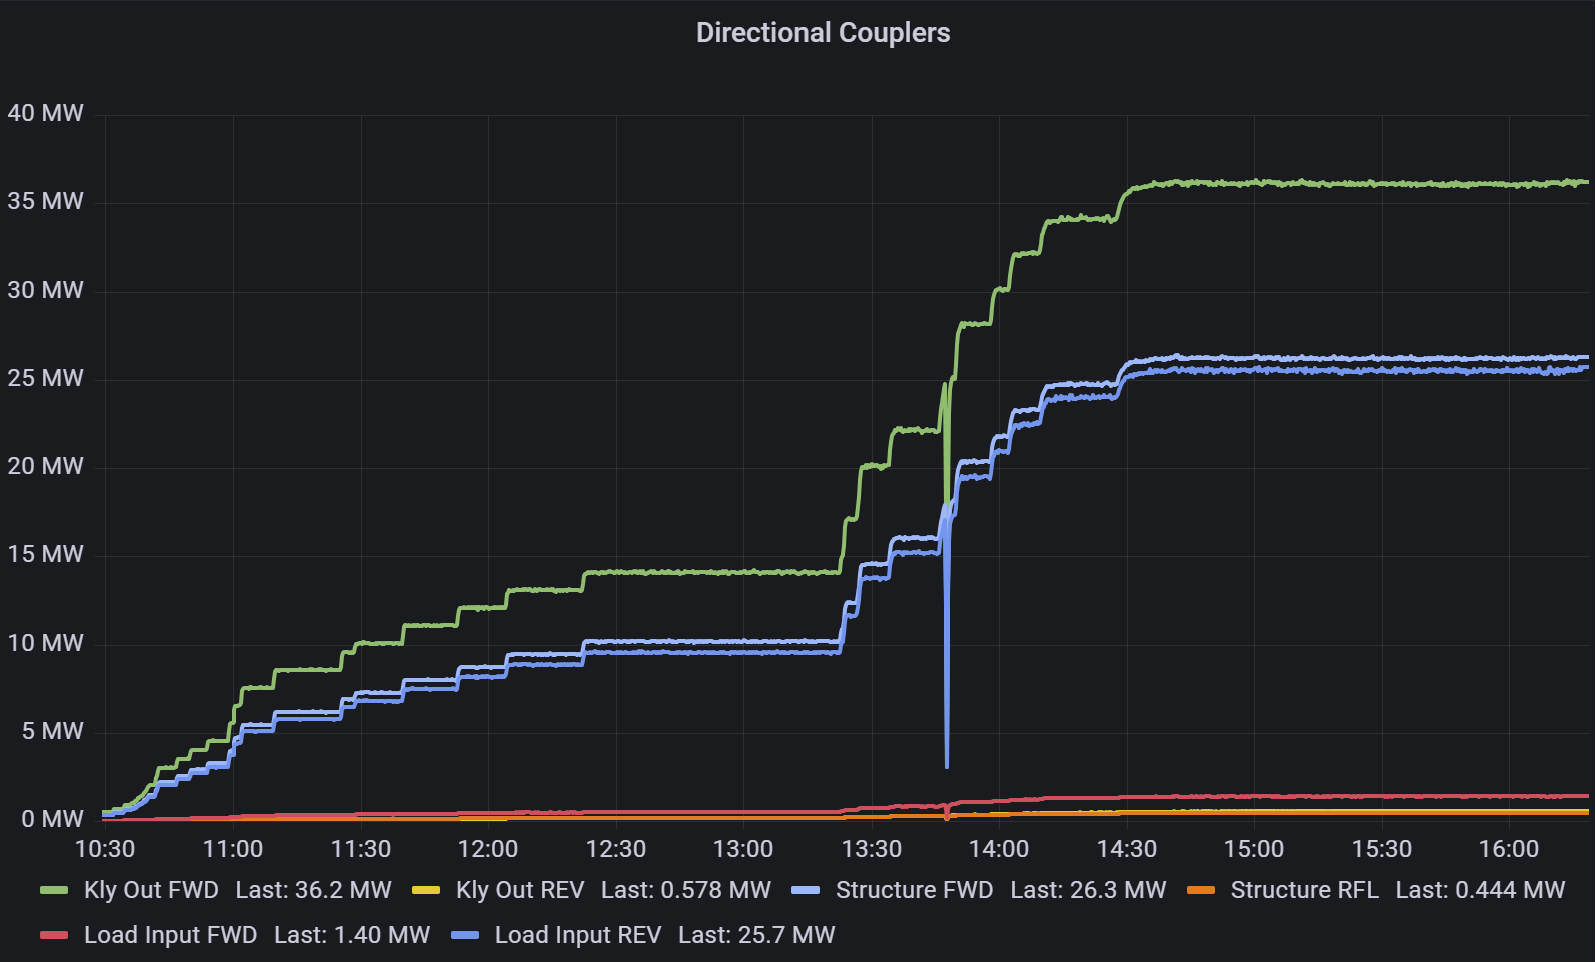 Directional Couplers
40 MW
35 MW
30 MW
25 MW
20 MW
15 MW
10 MW
5 MW
0 MW
10:30 11:00 11:30 12:00 12:30 13:00 13:30 14:00 14:30 15:00 15:30 16:00
Kly Out FWD Last: 36.2 MW Kly Out REV Last: 0.578 MW Structure FWD Last: 26.3 MW Structure RFL Last: 0.444 MW
Load Input FWD Last: 1.40 MW Load Input REV Last: 25.7 MW